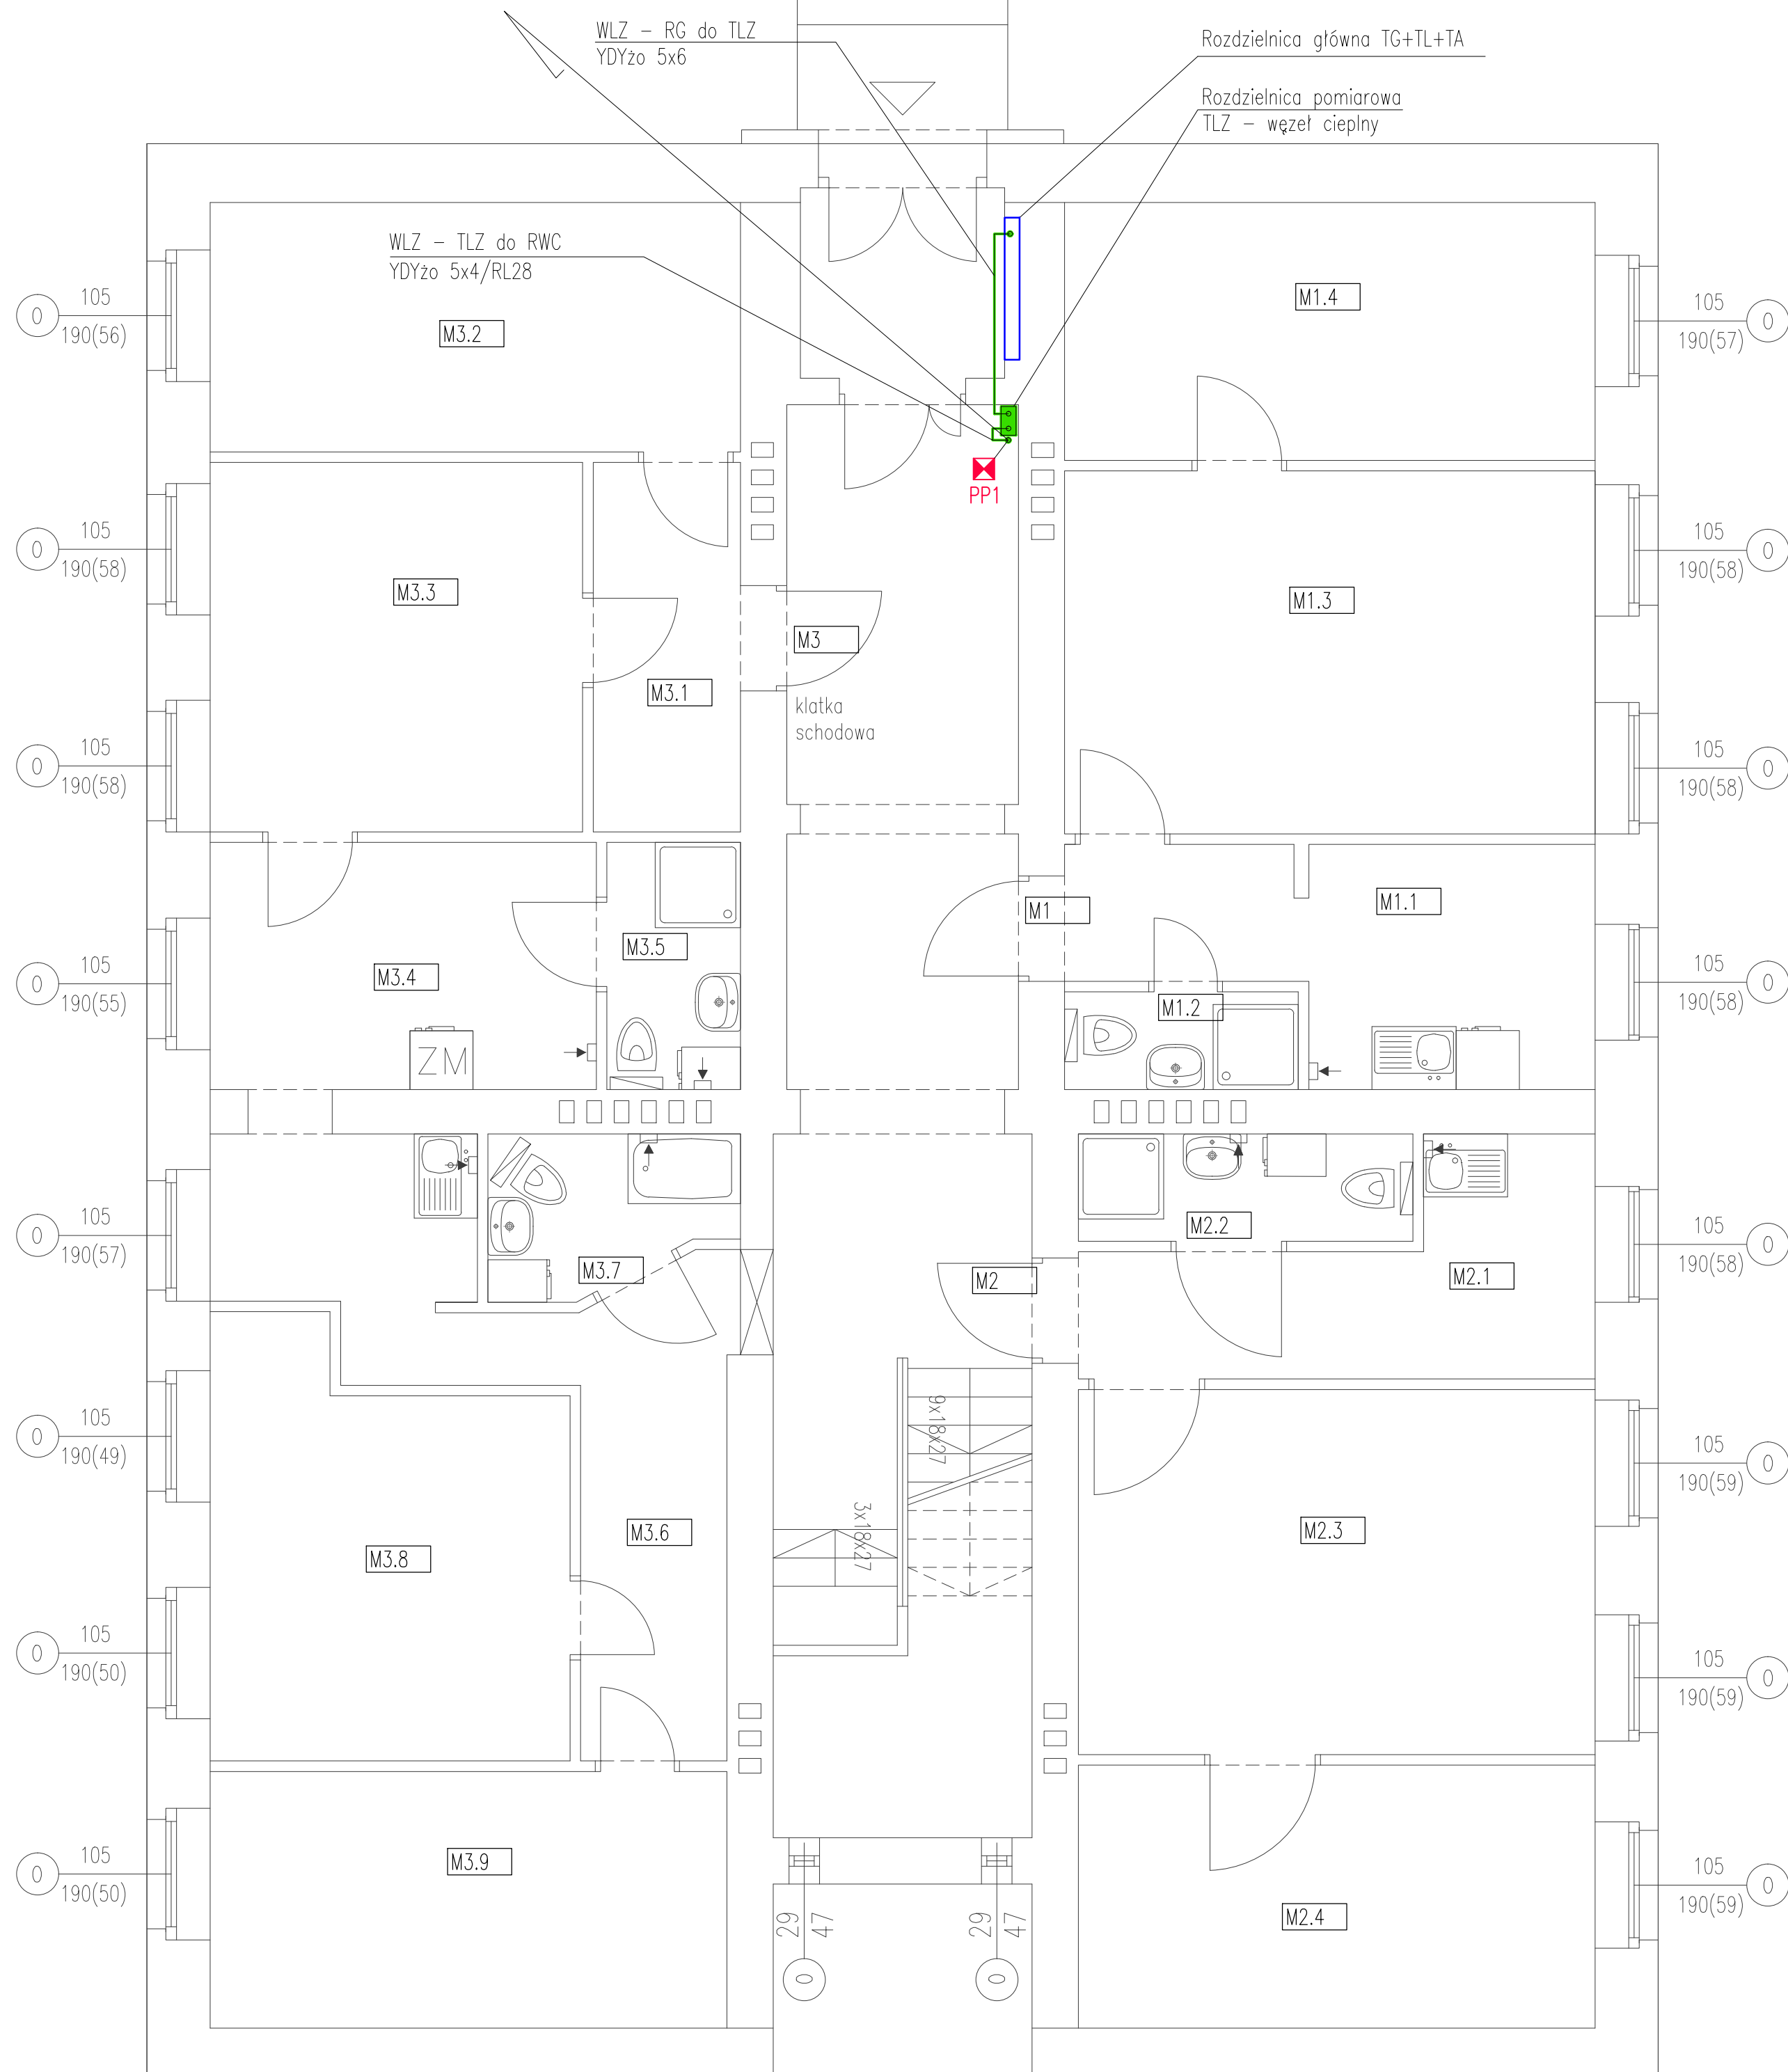 WLZ – RG do TLZ
YDYżo 5x6
Rozdzielnica główna TG+TL+TA
Rozdzielnica pomiarowa
TLZ – węzeł cieplny
WLZ – TLZ do RWC
YDYżo 5x4/RL28
M3.2
M1.4
105
190(56)
0
105
190(57)
0
PP1
105
190(58)
0
M3.3
M1.3
105
190(58)
0
M3
M3.1
klatka
schodowa
105
190(58)
0
105
190(58)
0
M1
M1.1
M3.5
M3.4
105
190(55)
0
M1.2
105
190(58)
0
ZM
105
190(57)
0
M3.7
M2.2
M2
M2.1
105
190(58)
0
105
190(49)
0
9x18x27
105
190(59)
0
3x18x27
M3.8
M3.6
M2.3
105
190(50)
0
105
190(59)
0
M3.9
105
190(50)
0
M2.4
105
190(59)
0
29
47
0
29
47
0